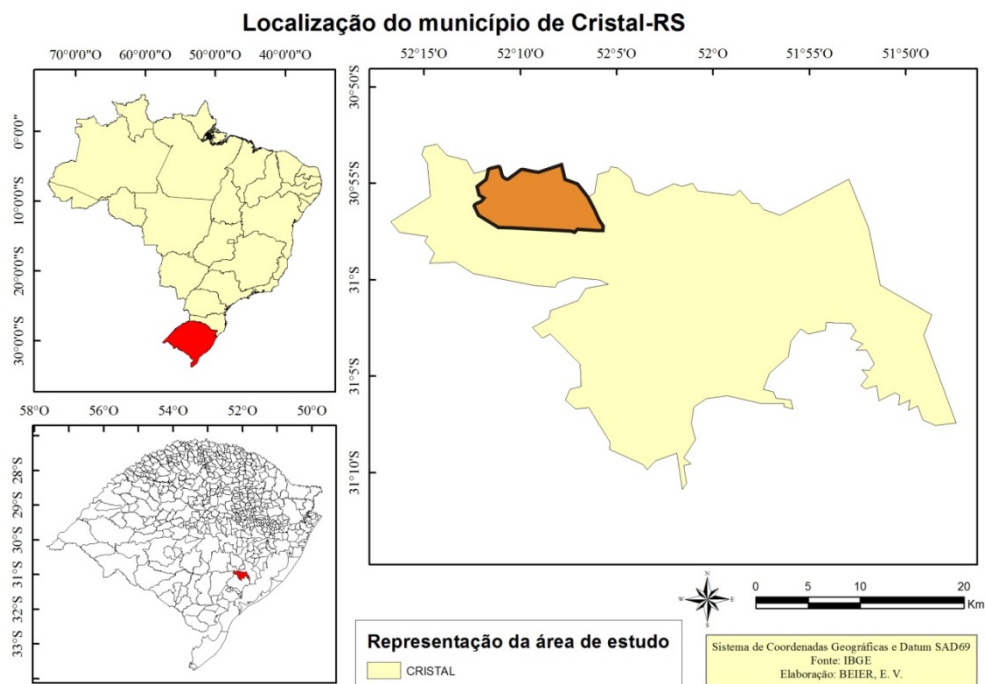 Localização do município de Cristal-RS
70°0'0"O 60°0'0"O 50°0'0"O 40°0'0"O
0°0'0"
10°0'0"S
20°0'0"S
30°0'0"S
58°O 56°O 54°O 52°O 50°O
28°S
29°S
30°S
31°S
32°S
33°S
52°15'O 52°10'O 52°5'O 52°O 51°55'O 51°50'O
30°50'S
30°55'S
31°S
31°5'S
31°10'S
N
W E
S
0 5 10 20
Km
Representação da área de estudo
CRISTAL
Sistema de Coordenadas Geográficas e Datum SAD69
Fonte: IBGE
Elaboração: BEIER, E. V.